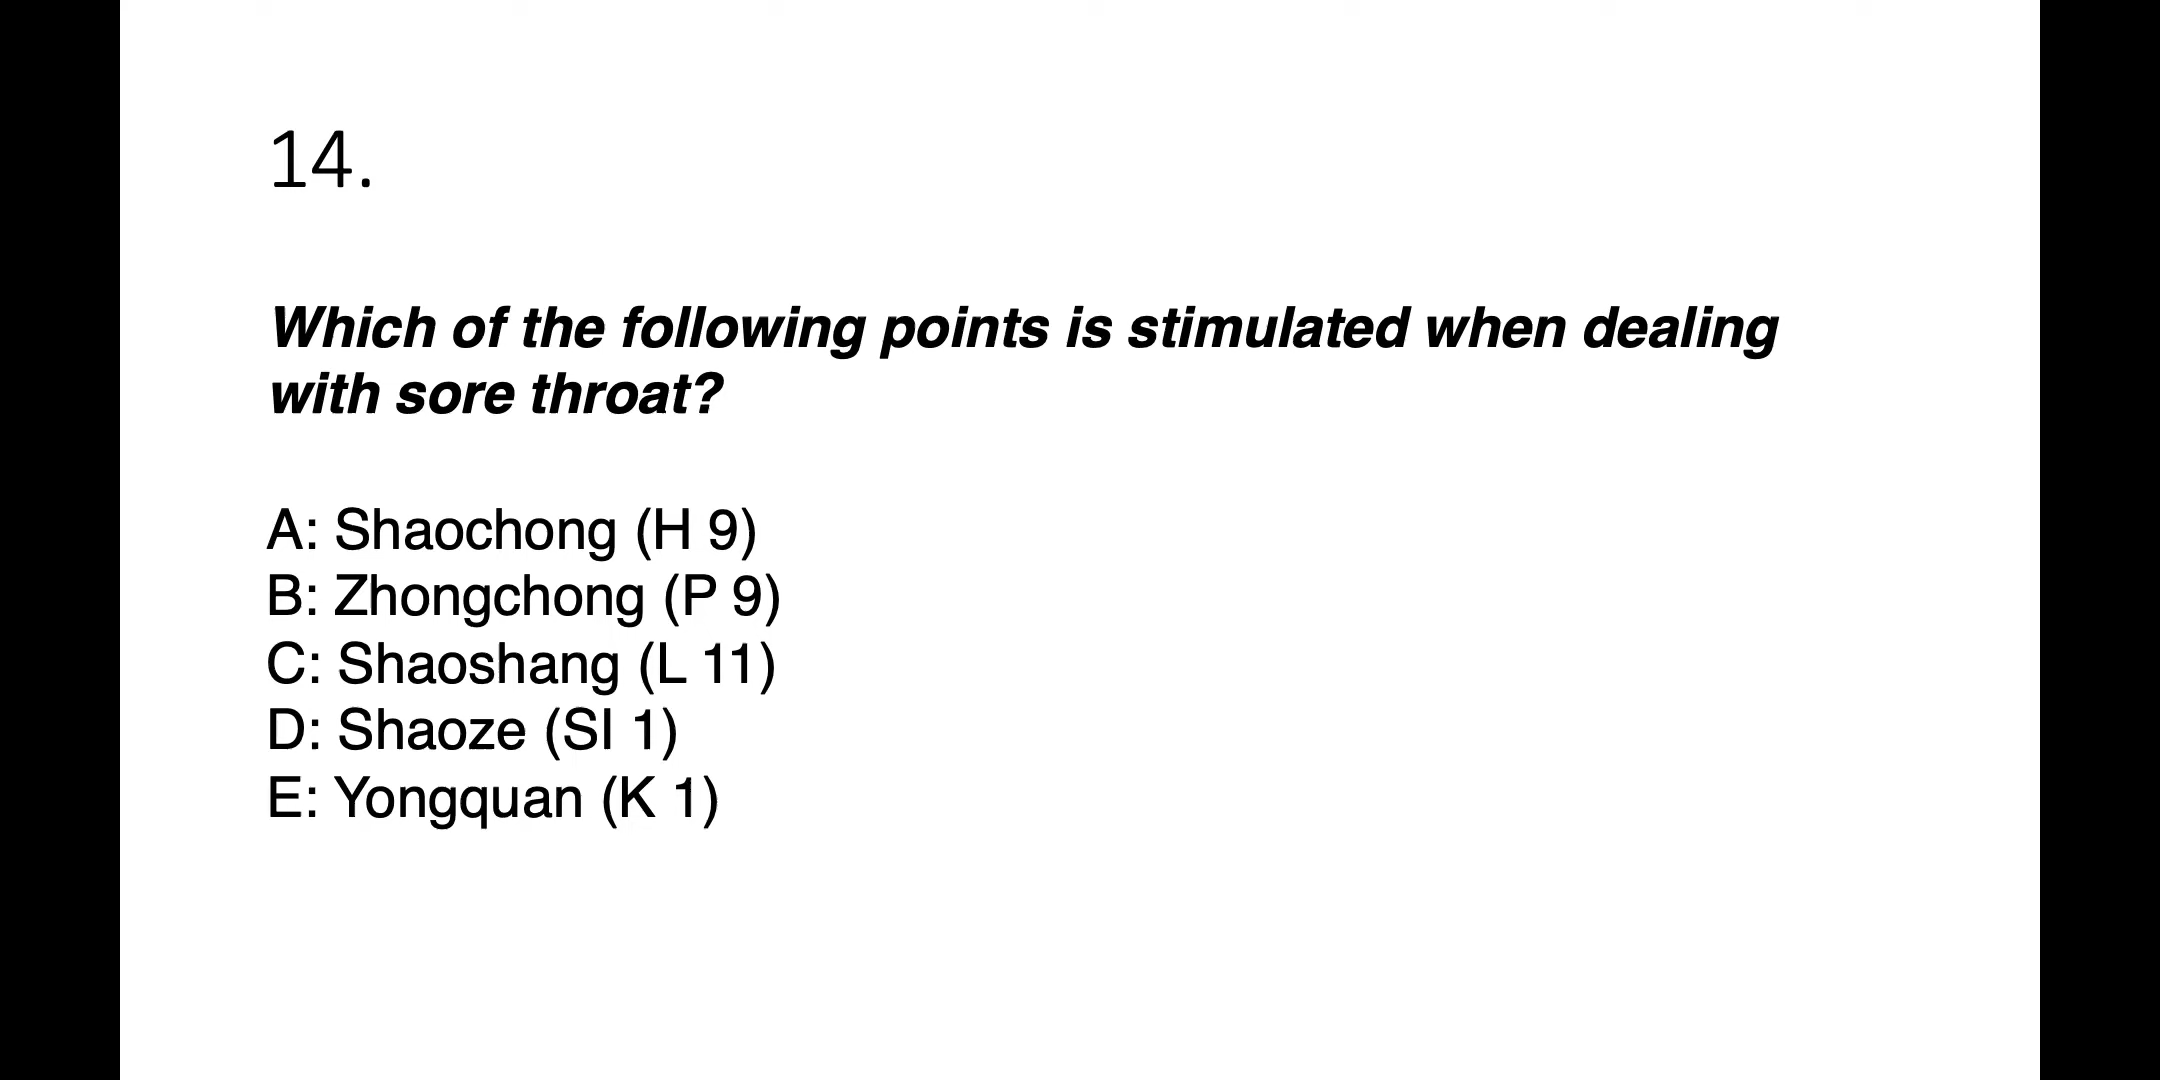 14.
Which of the following points is stimulated when dealing
with sore throat?
A: Shaochong (H 9)
B: Zhongchong (P 9)
C: Shaoshang (L 11)
D: Shaoze (SI 1)
E: Yongquan (K 1)